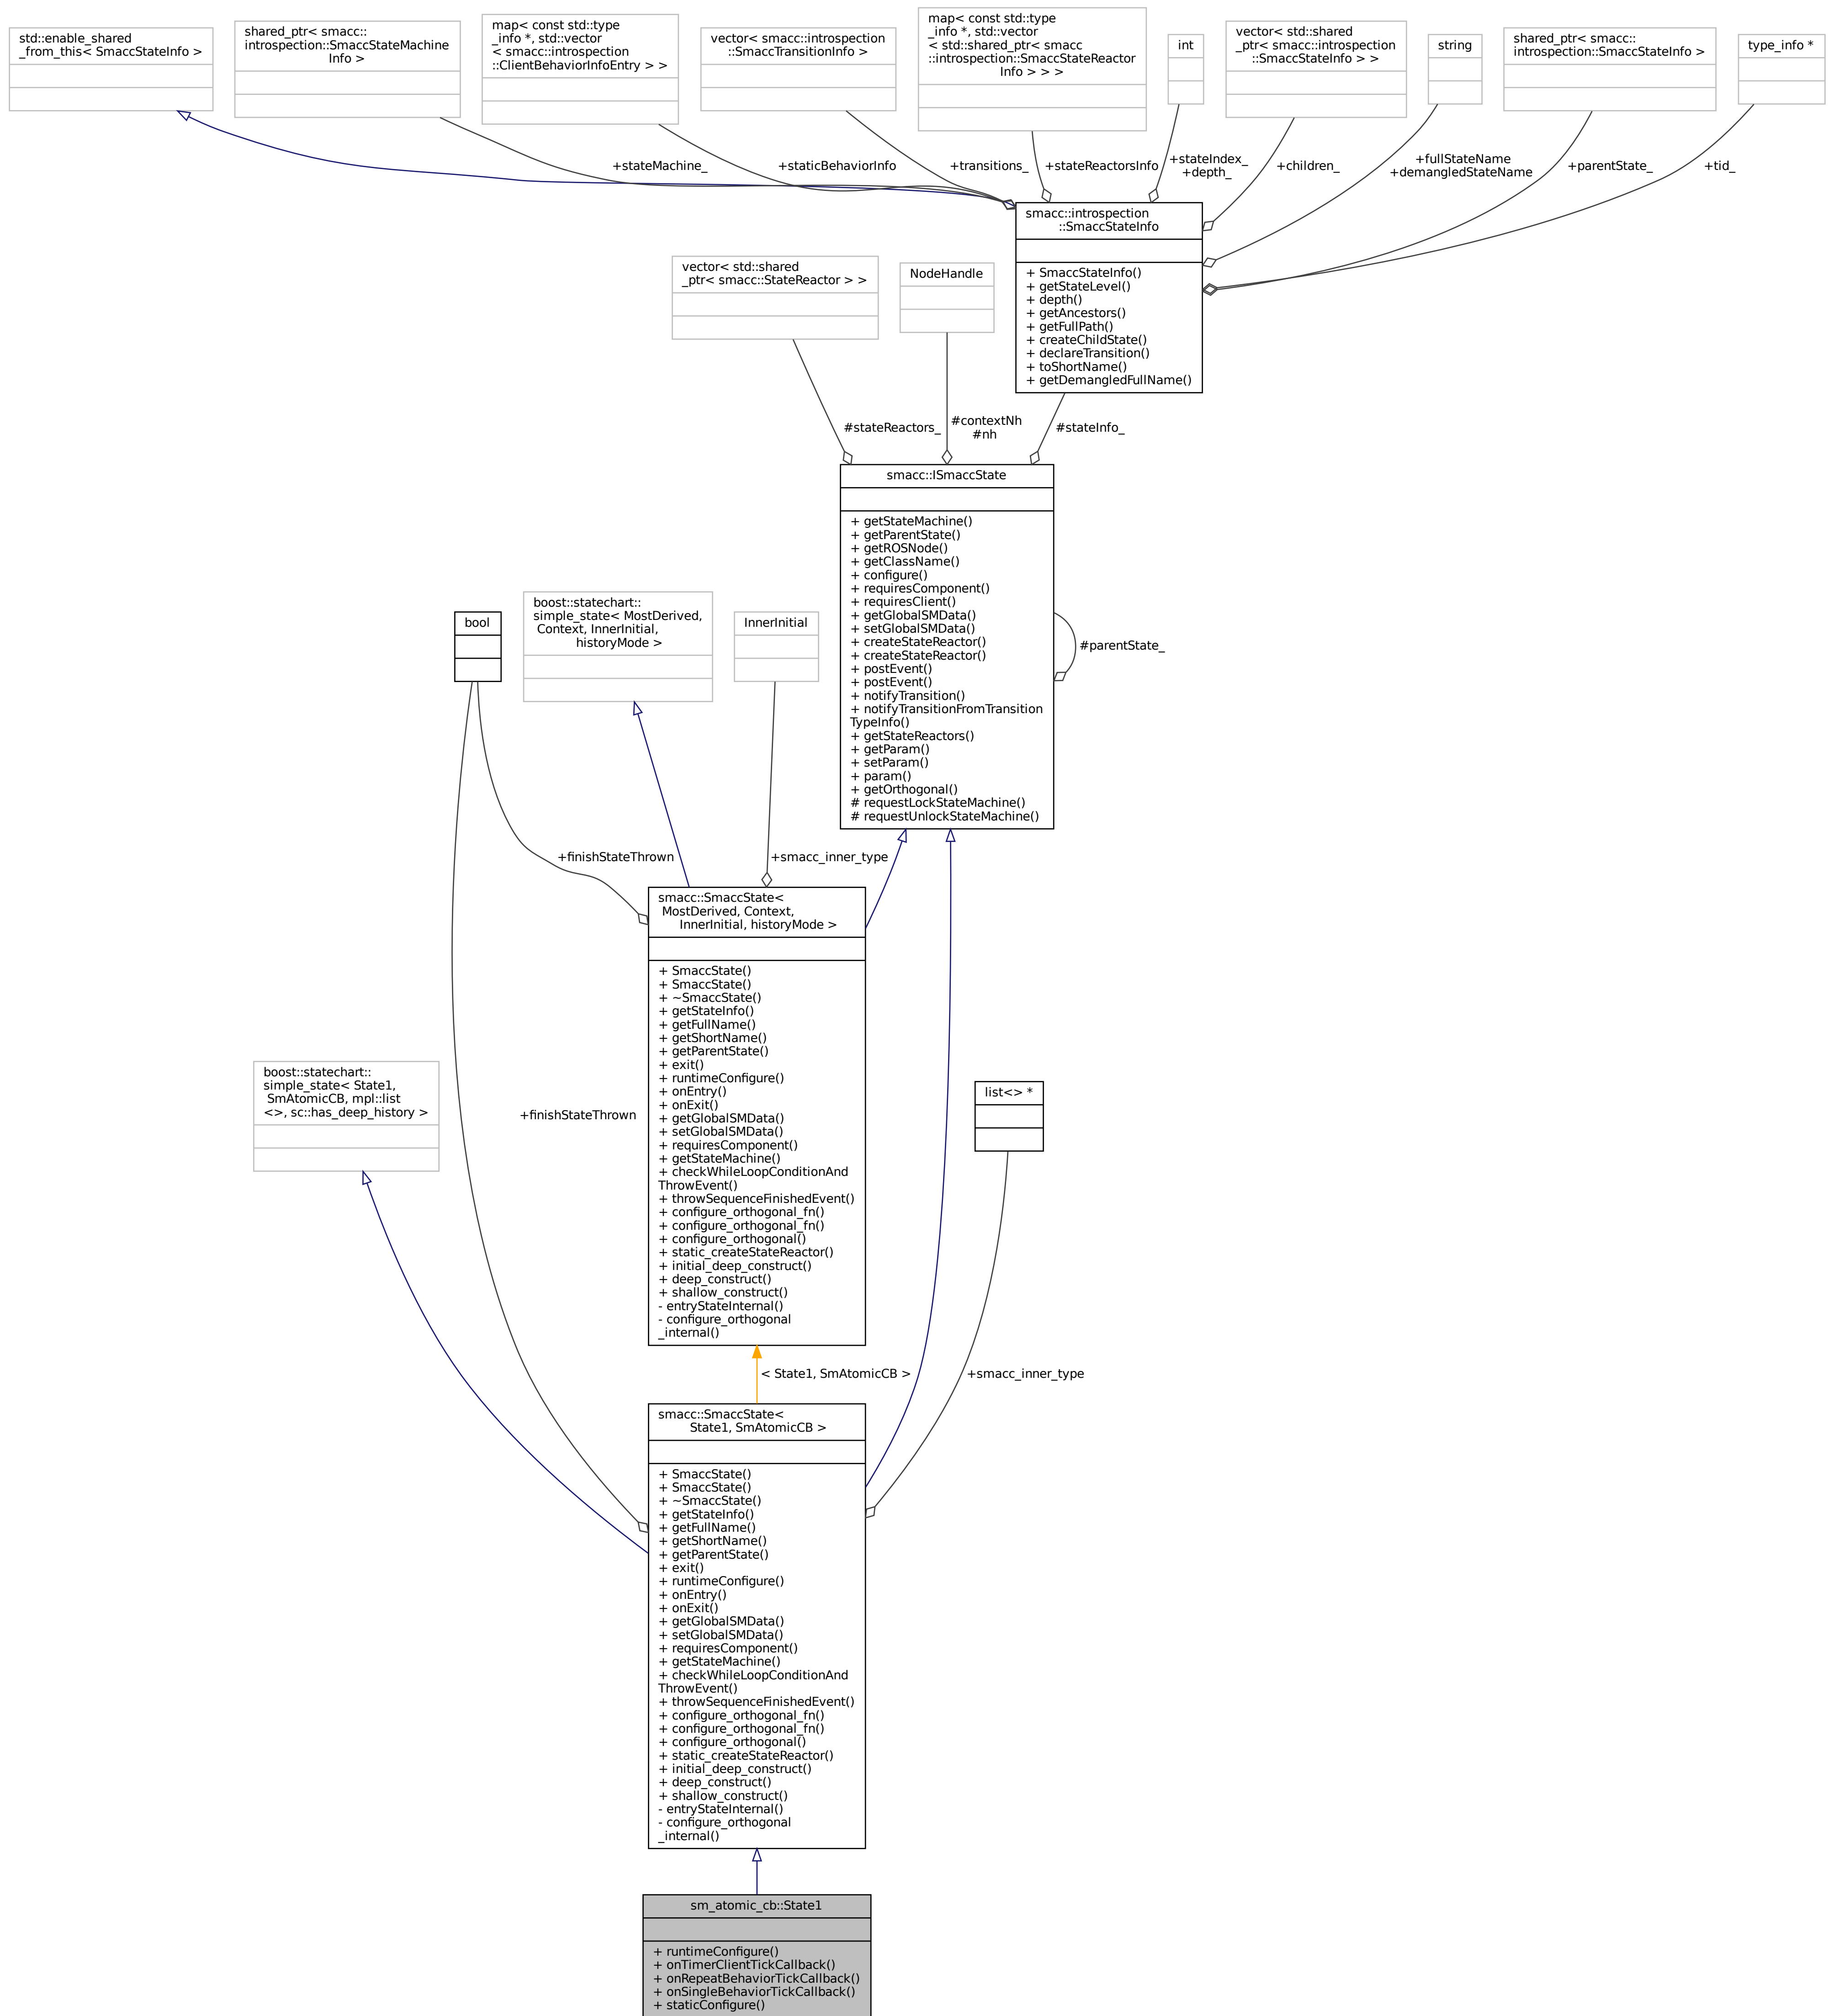 std::enable_shared
_from_this< SmaccStateInfo >
shared_ptr< smacc::
introspection::SmaccStateMachine
Info >
map< const std::type
_info *, std::vector
< smacc::introspection
::ClientBehaviorInfoEntry > >
vector< smacc::introspection
::SmaccTransitionInfo >
map< const std::type
_info *, std::vector
< std::shared_ptr< smacc
::introspection::SmaccStateReactor
Info > > >
int
vector< std::shared
_ptr< smacc::introspection
::SmaccStateInfo > >
string
shared_ptr< smacc::
introspection::SmaccStateInfo >
type_info *
+stateMachine_
+staticBehaviorInfo
+transitions_
+stateReactorsInfo
+stateIndex_
+depth_
+children_
+fullStateName
+demangledStateName
+parentState_
+tid_
smacc::introspection
::SmaccStateInfo
+ SmaccStateInfo()
+ getStateLevel()
+ depth()
+ getAncestors()
+ getFullPath()
+ createChildState()
+ declareTransition()
+ toShortName()
+ getDemangledFullName()
vector< std::shared
_ptr< smacc::StateReactor > >
NodeHandle
#stateReactors_
#contextNh
#nh
#stateInfo_
smacc::ISmaccState
+ getStateMachine()
+ getParentState()
+ getROSNode()
+ getClassName()
+ configure()
+ requiresComponent()
+ requiresClient()
+ getGlobalSMData()
+ setGlobalSMData()
+ createStateReactor()
+ createStateReactor()
+ postEvent()
+ postEvent()
+ notifyTransition()
+ notifyTransitionFromTransition
TypeInfo()
+ getStateReactors()
+ getParam()
+ setParam()
+ param()
+ getOrthogonal()
# requestLockStateMachine()
# requestUnlockStateMachine()
#parentState_
bool
boost::statechart::
simple_state< MostDerived,
Context, InnerInitial,
historyMode >
InnerInitial
+finishStateThrown
+smacc_inner_type
smacc::SmaccState<
MostDerived, Context,
InnerInitial, historyMode >
+ SmaccState()
+ SmaccState()
+ ~SmaccState()
+ getStateInfo()
+ getFullName()
+ getShortName()
+ getParentState()
+ exit()
+ runtimeConfigure()
+ onEntry()
+ onExit()
+ getGlobalSMData()
+ setGlobalSMData()
+ requiresComponent()
+ getStateMachine()
+ checkWhileLoopConditionAnd
ThrowEvent()
+ throwSequenceFinishedEvent()
+ configure_orthogonal_fn()
+ configure_orthogonal_fn()
+ configure_orthogonal()
+ static_createStateReactor()
+ initial_deep_construct()
+ deep_construct()
+ shallow_construct()
- entryStateInternal()
- configure_orthogonal
_internal()
boost::statechart::
simple_state< State1,
SmAtomicCB, mpl::list
<>, sc::has_deep_history >
+finishStateThrown
list<> *
< State1, SmAtomicCB >
+smacc_inner_type
smacc::SmaccState<
State1, SmAtomicCB >
+ SmaccState()
+ SmaccState()
+ ~SmaccState()
+ getStateInfo()
+ getFullName()
+ getShortName()
+ getParentState()
+ exit()
+ runtimeConfigure()
+ onEntry()
+ onExit()
+ getGlobalSMData()
+ setGlobalSMData()
+ requiresComponent()
+ getStateMachine()
+ checkWhileLoopConditionAnd
ThrowEvent()
+ throwSequenceFinishedEvent()
+ configure_orthogonal_fn()
+ configure_orthogonal_fn()
+ configure_orthogonal()
+ static_createStateReactor()
+ initial_deep_construct()
+ deep_construct()
+ shallow_construct()
- entryStateInternal()
- configure_orthogonal
_internal()
sm_atomic_cb::State1
+ runtimeConfigure()
+ onTimerClientTickCallback()
+ onRepeatBehaviorTickCallback()
+ onSingleBehaviorTickCallback()
+ staticConfigure()